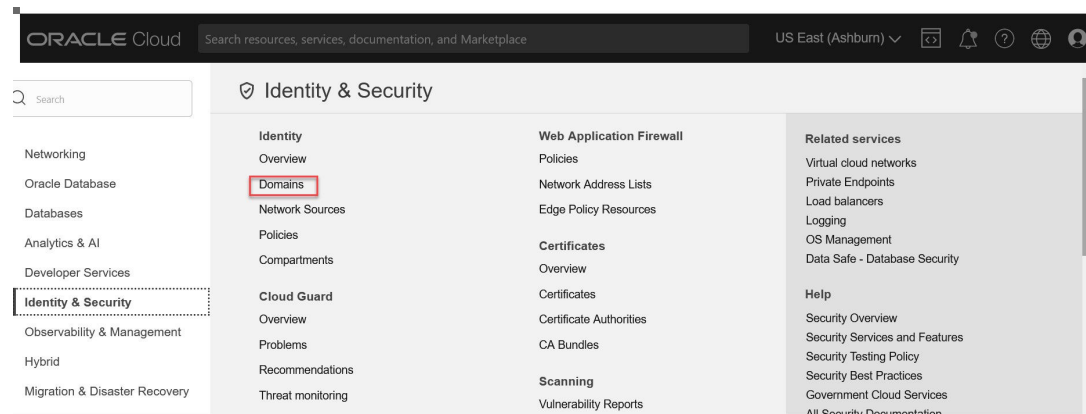 ORACLE Cloud
Search resources, services, documentation, and Marketplace
US East (Ashburn)
Search
Networking
Oracle Database
Databases
Analytics & AI
Developer Services
Identity & Security
Observability & Management
Hybrid
Migration & Disaster Recovery
Identity & Security
Identity
Overview
Domains
Network Sources
Policies
Compartments
Cloud Guard
Overview
Problems
Recommendations
Threat monitoring
Web Application Firewall
Policies
Network Address Lists
Edge Policy Resources
Certificates
Overview
Certificates
Certificate Authorities
CA Bundles
Scanning
Vulnerability Reports
Related services
Virtual cloud networks
Private Endpoints
Load balancers
Logging
OS Management
Data Safe - Database Security
Help
Security Overview
Security Services and Features
Security Testing Policy
Security Best Practices
Government Cloud Services
All Security Documentation